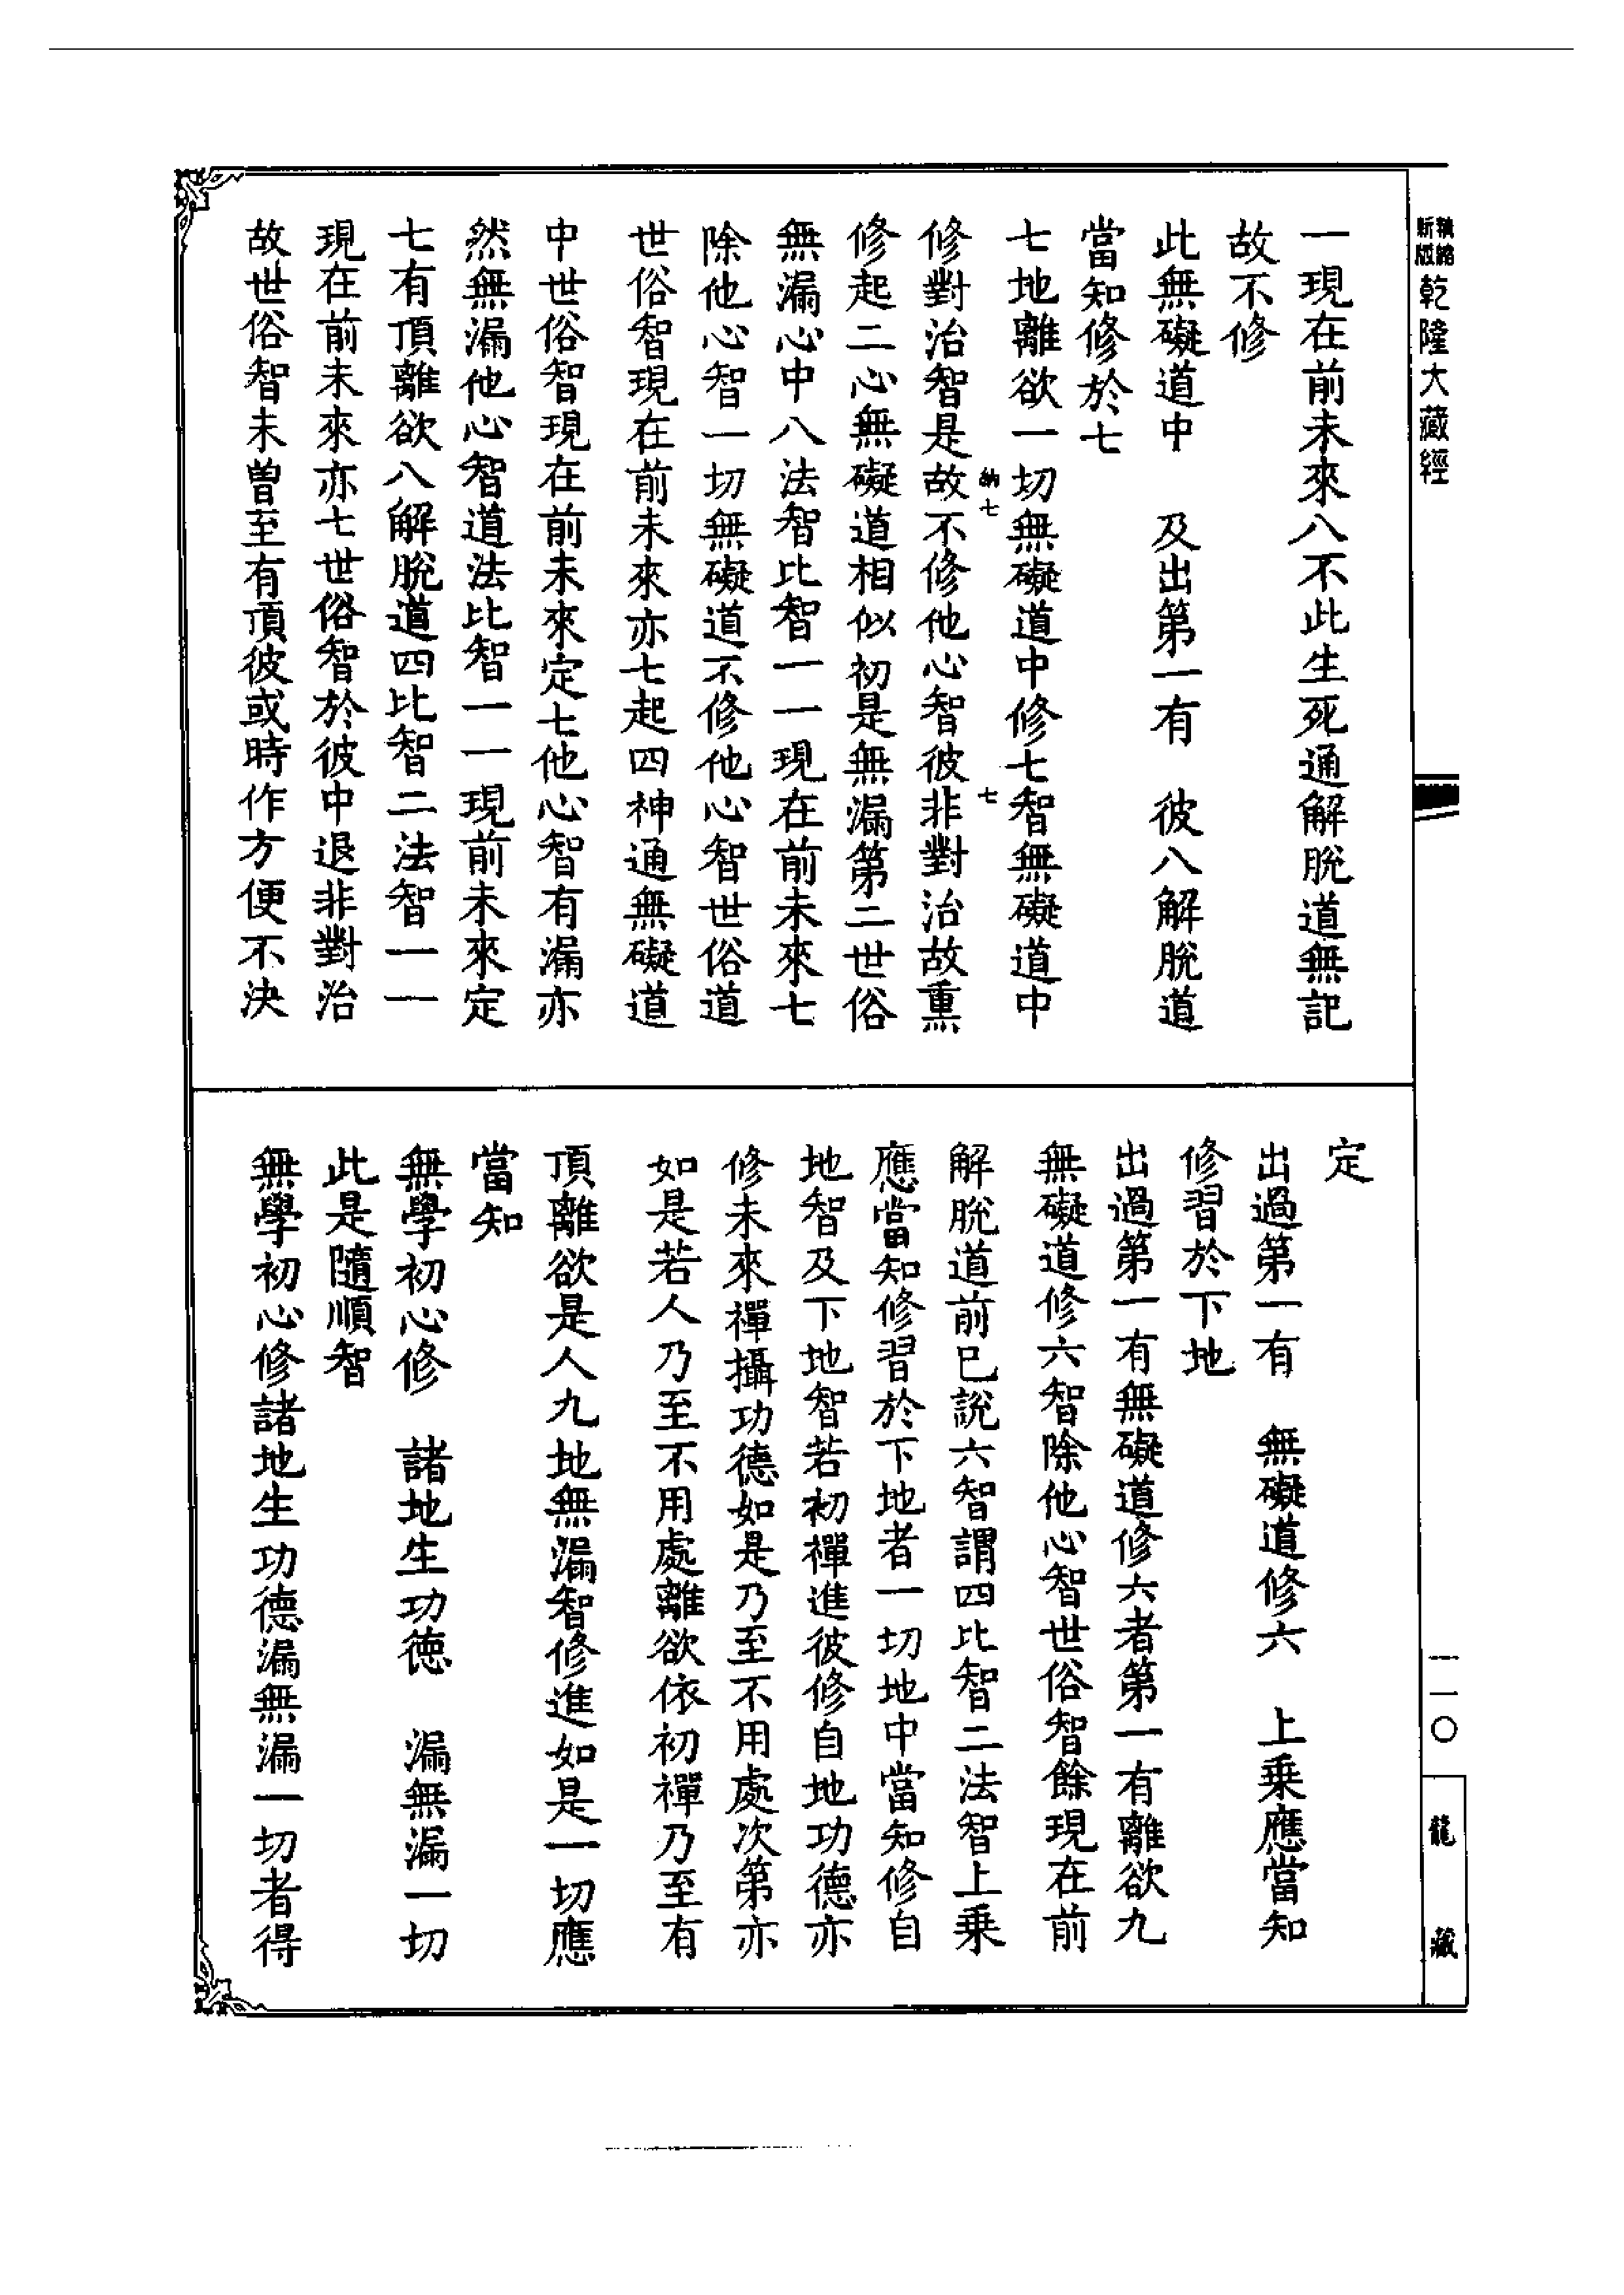 新版
縮
乾隆大藏經
一現在前未來八不此生死通解脫道無記
故不修
此無礙道中　及出第一有　彼八解脫道
當知修於七
七地離欲一切無礙道中修七智無礙道中
納七　七
修對治智是故不修他心智彼非對治故熏
修起二心無礙道相似初是無漏第二世俗
無漏心中八法智比智一一現在前未來七
除他心智一切無礙道不修他心智世俗道
世俗智現在前未來亦七起四神通無礙道
中世俗智現在前未來定七他心智有漏亦
然無漏他心智道法比智一一現前未來定
七有頂離欲八解脫道四比智二法智一一
現在前未來亦七世俗智於彼中退非對治
故世俗智未曾至有頂彼或時作方便不決
定
出過第一有　無礙道修六　上乘應當知
修習於下地
出過第一有無礙道修六者第一有離欲九
無礙道修六智除他心智世俗智餘現在前
解脫道前已說六智謂四比智二法智上乘
應當知修習於下地者一切地中當知修自
地智及下地智若初禪進彼修自地功德亦
修未來禪攝功德如是乃至不用處次第亦
如是若人乃至不用處離欲依初禪乃至有
頂離欲是人九地無漏智修進如是一切應
當知
無學初心修　諸地生功德　漏無漏一切
此是隨順智
無學初心修諸地生功德漏無漏一切者得
一一〇
龍藏